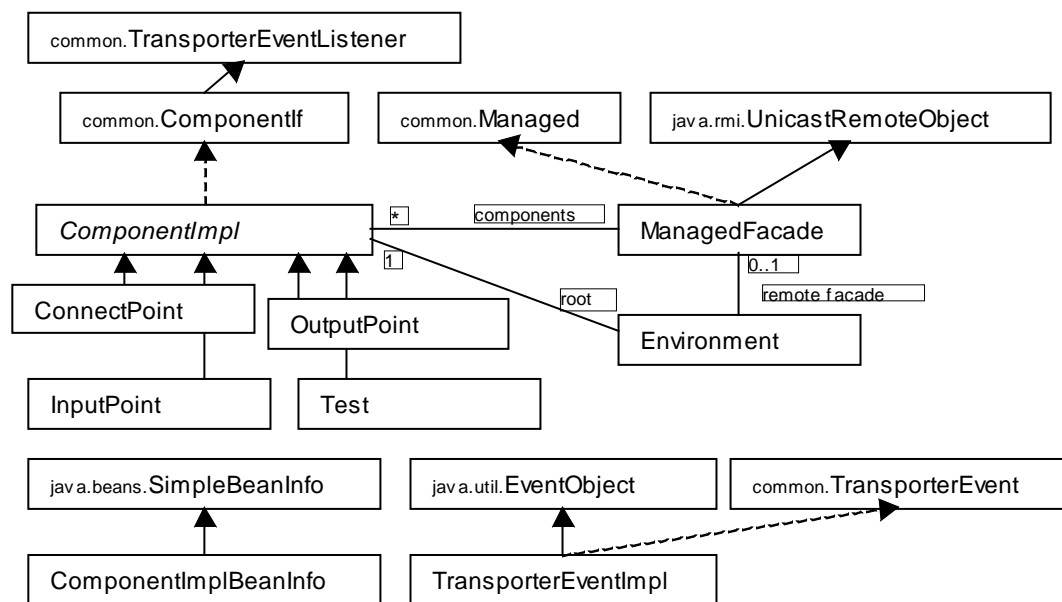 common.TransporterEventListener
common.ComponentIf
common.Managed
java.rmi.UnicastRemoteObject
ComponentImpl
*
components
ManagedFacade
1
0..1
root
remote facade
ConnectPoint
OutputPoint
Environment
InputPoint
Test
java.beans.SimpleBeanInfo
java.util.EventObject
common.TransporterEvent
ComponentImplBeanInfo
TransporterEventImpl